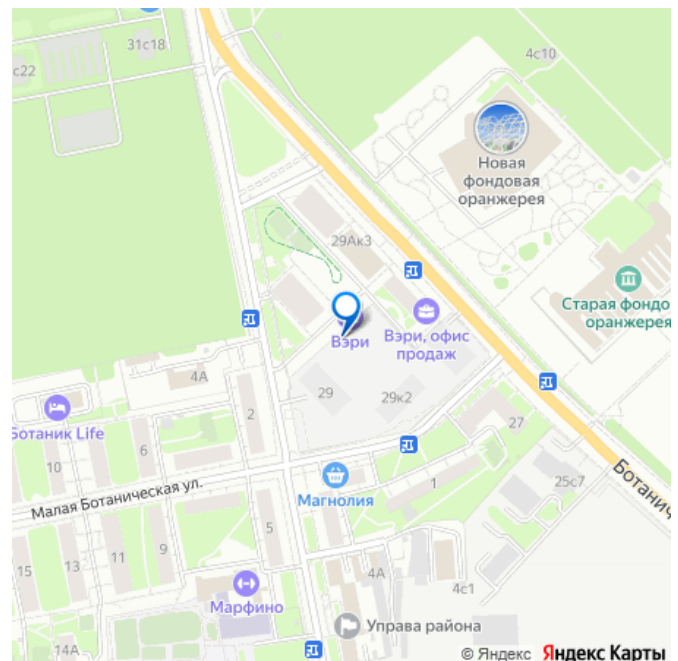 31с18
с22
4с10
Новая
фондовая
оранжерея
29Ак3
Старая фондо
оранжерея
Вэри
Вэри, офис
продаж
4А
29
29к2
Ботаник Life
2
6
10
27
Ботанич
Малая Ботаническая ул.
Магнолия
1
25с7
5
9
11
13
15
4А
4с1
Марфино
Управа района
14А
© Яндекс Яндекс Карты